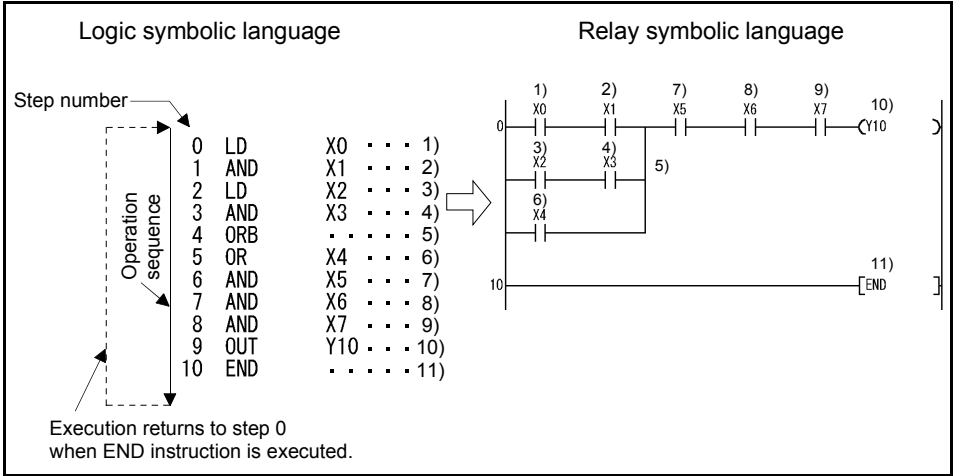 Logic symbolic language
Step number
Operation
sequence
0 LD X0 · · · 1)
1 AND X1 · · · 2)
2 LD X2 · · · 3)
3 AND X3 · · · 4)
4 ORB · · · · · 5)
5 OR X4 · · · 6)
6 AND X5 · · · 7)
7 AND X6 · · · 8)
8 AND X7 · · · 9)
9 OUT Y10 · · · 10)
10 END · · · · · 11)
Execution returns to step 0
when END instruction is executed.
Relay symbolic language
1) 2) 7) 8) 9) 10)
X0 X1 X5 X6 X7
0 Y10
3) 4) 5)
X2 X3
6)
X4
11)
10 END